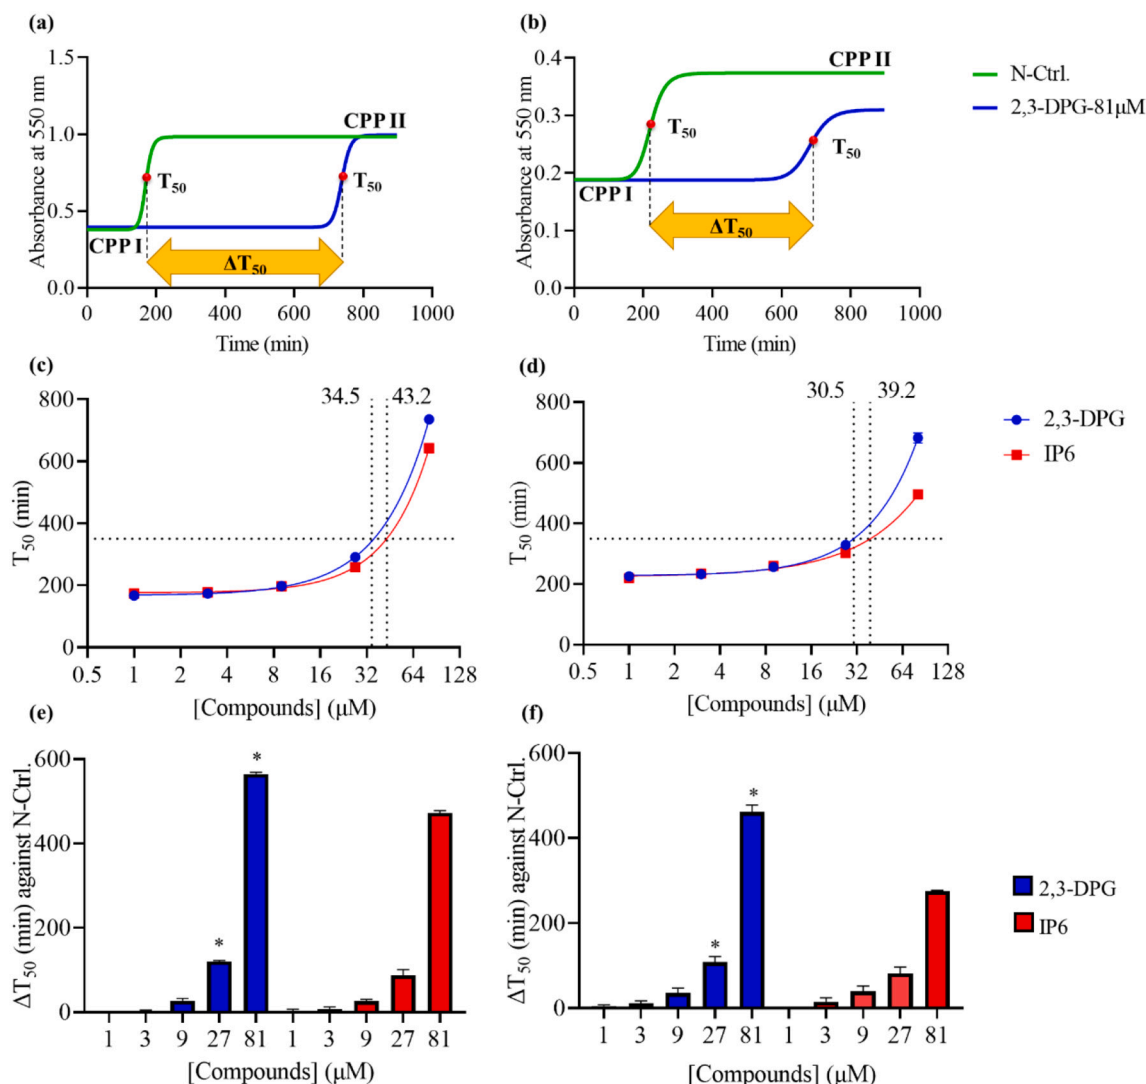 (a)
Absorbance at 550 nm
1.5
1.0
0.5
0.0
CPP II
T50
T50
CPP I
ΔT50
0 200 400 600 800 1000
Time (min)
(b)
Absorbance at 550 nm
0.4
0.3
0.2
0.1
0.0
CPP II
T50
T50
CPP I
ΔT50
0 200 400 600 800 1000
Time (min)
N-Ctrl.
2,3-DPG-81μM
(c)
34.5 43.2
T50 (min)
800
600
400
200
0
0.5 1 2 4 8 16 32 64 128
[Compounds] (μM)
(d)
30.5 39.2
T50 (min)
800
600
400
200
0
0.5 1 2 4 8 16 32 64 128
[Compounds] (μM)
2,3-DPG
IP6
(e)
ΔT50 (min) against N-Ctrl.
600
400
200
0
*
*
1 3 9 27 81 1 3 9 27 81
[Compounds] (μM)
(f)
ΔT50 (min) against N-Ctrl.
600
400
200
0
*
*
1 3 9 27 81 1 3 9 27 81
[Compounds] (μM)
2,3-DPG
IP6